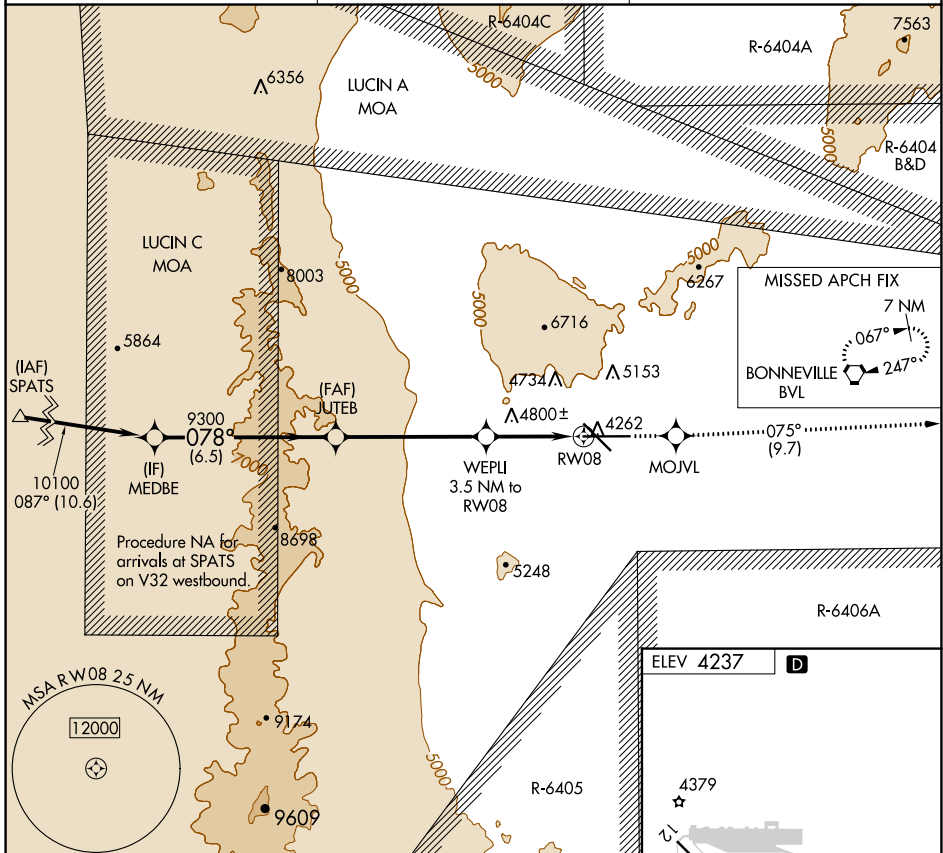 R-6404C
7563
R-6404A
5000
6356
LUCIN A
MOA
5000
R-6404
B&D
LUCIN C
MOA
8003
5000
5000
5000
6267
MISSED APCH FIX
7 NM
067°
247°
BONNEVILLE
BVL
6716
5864
4734
5153
(IAF)
SPATS
(FAF)
JUTEB
9300
078°
(6.5)
4800±
4262
7000
(IF)
MEDBE
WEPLI
3.5 NM to
RW08
RW08
MOJVL
075°
(9.7)
10100
087° (10.6)
Procedure NA for
arrivals at SPATS
on V32 westbound.
8698
5248
R-6406A
ELEV 4237
D
MSA RW08 25 NM
12000
9174
5000
R-6405
4379
9609
12